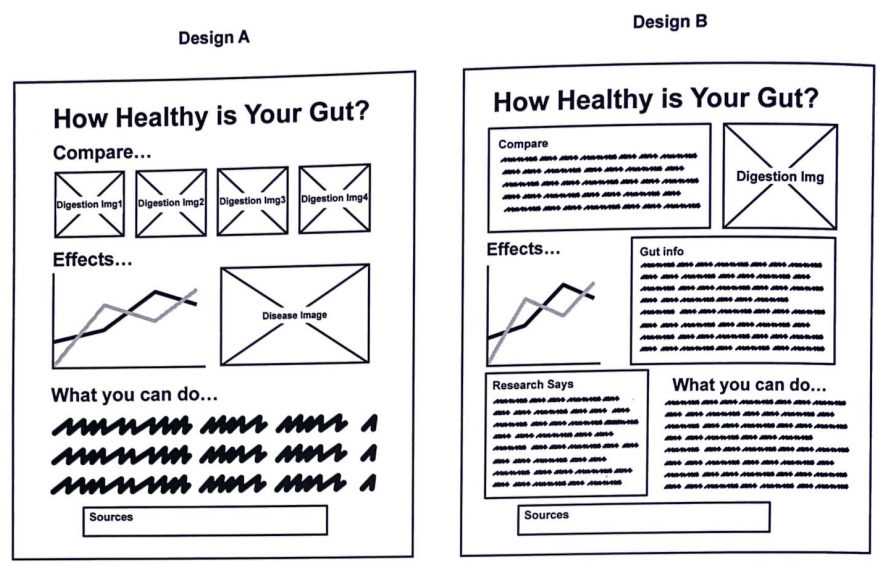 Design A
How Healthy is Your Gut?
Compare...
Digestion Img1
Digestion Img2
Digestion Img3
Digestion Img4
Effects...
Disease Image
What you can do...
Sources
Design B
How Healthy is Your Gut?
Compare
Digestion Img
Effects...
Gut info
Research Says
What you can do...
Sources